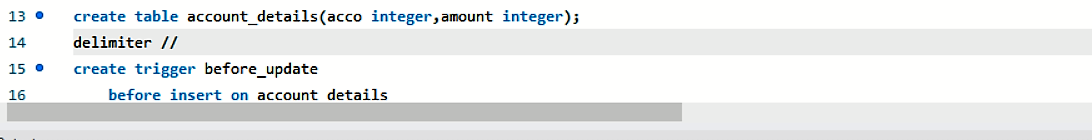 13 create table account_details(acco integer,amount integer);
14 delimiter //
15 create trigger before_update
16 before insert on account details